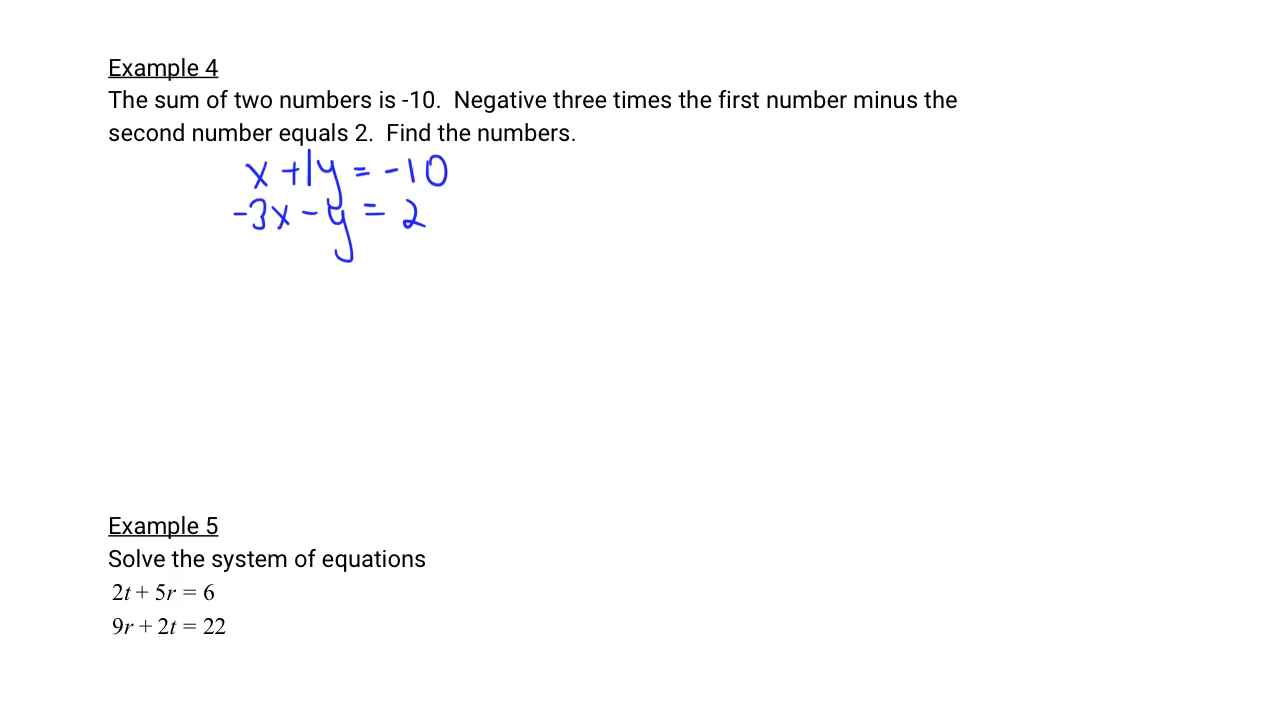 Example 4
The sum of two numbers is -10.  Negative three times the first number minus the
second number equals 2.  Find the numbers.
x + 1y = -10
-3x - y = 2
Example 5
Solve the system of equations
2t + 5r = 6
9r + 2t = 22